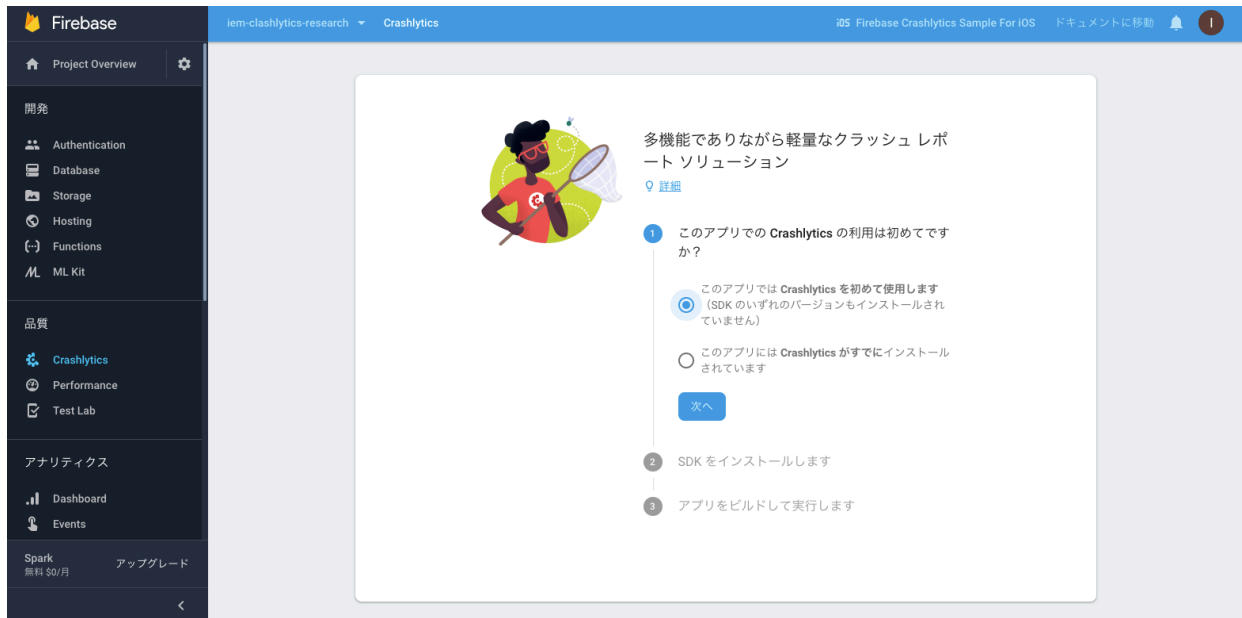 Firebase
iem-clashlytics-research Crashlytics
iOS Firebase Crashlytics Sample For iOS ドキュメントに移動 I
Project Overview
開発
Authentication
Database
Storage
Hosting
Functions
ML Kit
品質
Crashlytics
Performance
Test Lab
アナリティクス
Dashboard
Events
Spark
無料 $0/月
アップグレード
多機能でありながら軽量なクラッシュ レポ
ート ソリューション
詳細
1 このアプリでの Crashlytics の利用は初めてです
か？
このアプリでは Crashlytics を初めて使用します
（SDK のいずれのバージョンもインストールされ
ていません）
このアプリには Crashlytics がすでにインストール
されています
次へ
2 SDK をインストールします
3 アプリをビルドして実行します